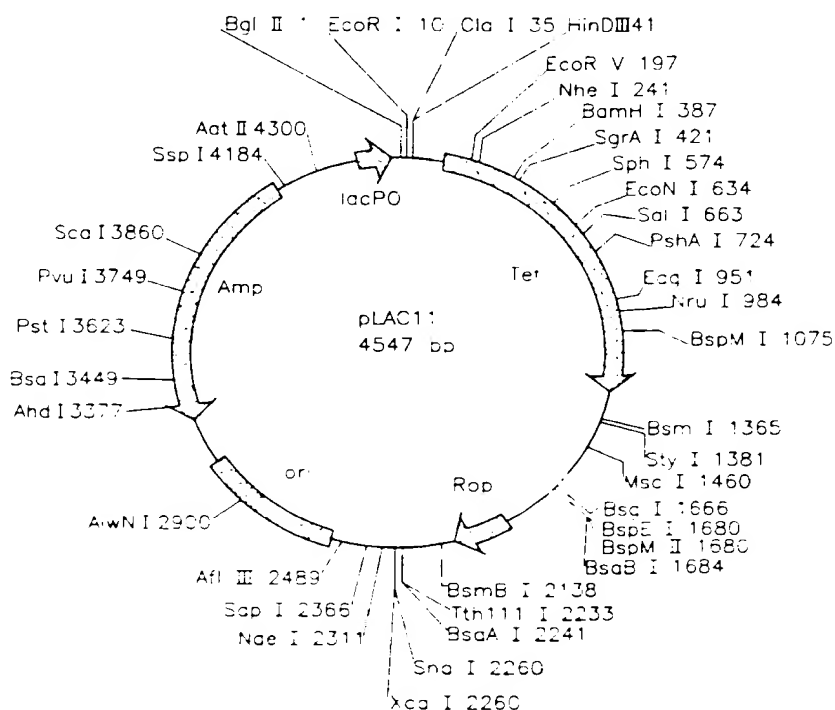 Bgl II 1
EcoR I 10
Cla I 35
HinDIII 41
EcoR V 197
Nhe I 241
BamH I 387
SgrA I 421
Sph I 574
EcoN I 634
Sal I 663
PshA I 724
Eag I 951
Nru I 984
BspM I 1075
Bsm I 1365
Sty I 1381
Msc I 1460
Bsc I 1666
BspE I 1680
BspM II 1680
BsaB I 1684
BsmB I 2138
Tth111 I 2233
BsaA I 2241
Sna I 2260
Xca I 2260
Nae I 2311
Sap I 2366
Afl III 2489
AlwN I 2900
Ahd I 3377
Bsa I 3449
Pst I 3623
Pvu I 3749
Sca I 3860
Ssp I 4184
Aat II 4300
lacPO
Tet
Rop
ori
Amp
pLAC11
4547 bp